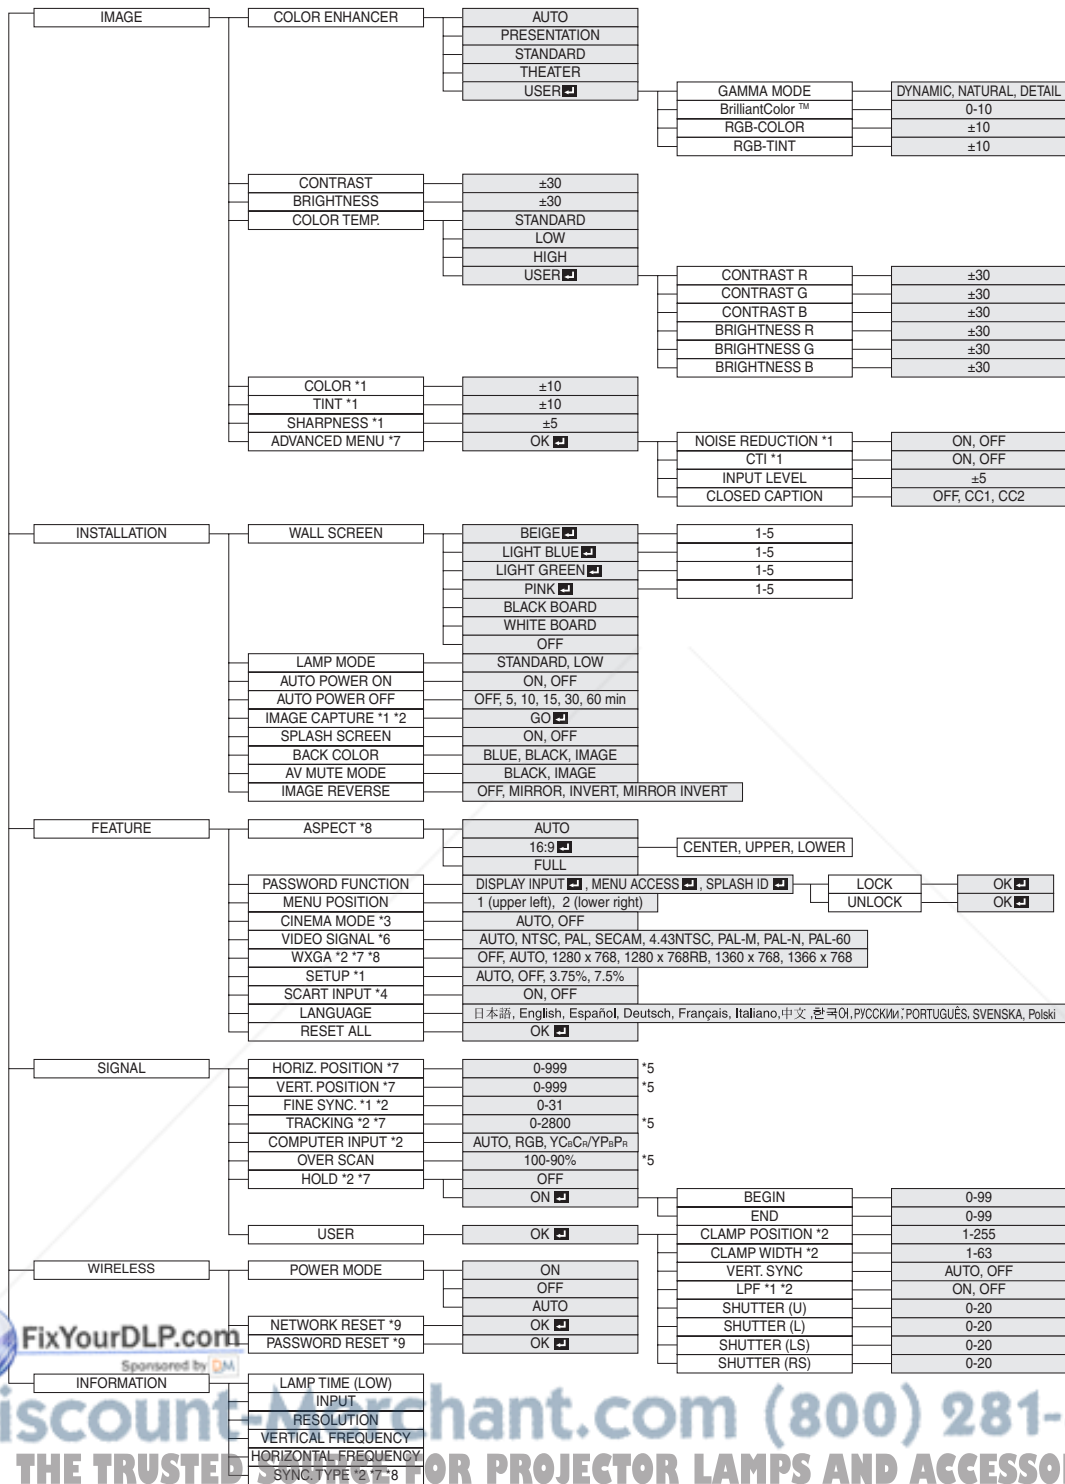 IMAGE COLOR ENHANCER AUTO
PRESENTATION
STANDARD
THEATER
USER GAMMA MODE DYNAMIC, NATURAL, DETAIL
BrilliantColor ™ 0-10
RGB-COLOR ±10
RGB-TINT ±10
CONTRAST ±30
BRIGHTNESS ±30
COLOR TEMP. STANDARD
LOW
HIGH
USER CONTRAST R ±30
CONTRAST G ±30
CONTRAST B ±30
BRIGHTNESS R ±30
BRIGHTNESS G ±30
BRIGHTNESS B ±30
COLOR *1 ±10
TINT *1 ±10
SHARPNESS *1 ±5
ADVANCED MENU *7 OK NOISE REDUCTION *1 ON, OFF
CTI *1 ON, OFF
INPUT LEVEL ±5
CLOSED CAPTION OFF, CC1, CC2
INSTALLATION WALL SCREEN BEIGE 1-5
LIGHT BLUE 1-5
LIGHT GREEN 1-5
PINK 1-5
BLACK BOARD
WHITE BOARD
OFF
LAMP MODE STANDARD, LOW
AUTO POWER ON ON, OFF
AUTO POWER OFF OFF, 5, 10, 15, 30, 60 min
IMAGE CAPTURE *1 *2 GO
SPLASH SCREEN ON, OFF
BACK COLOR BLUE, BLACK, IMAGE
AV MUTE MODE BLACK, IMAGE
IMAGE REVERSE OFF, MIRROR, INVERT, MIRROR INVERT
FEATURE ASPECT *8 AUTO
16:9 CENTER, UPPER, LOWER
FULL
PASSWORD FUNCTION DISPLAY INPUT , MENU ACCESS , SPLASH ID LOCK OK
MENU POSITION 1 (upper left), 2 (lower right) UNLOCK OK
CINEMA MODE *3 AUTO, OFF
VIDEO SIGNAL *6 AUTO, NTSC, PAL, SECAM, 4.43NTSC, PAL-M, PAL-N, PAL-60
WXGA *2 *7 *8 OFF, AUTO, 1280 x 768, 1280 x 768RB, 1360 x 768, 1366 x 768
SETUP *1 AUTO, OFF, 3.75%, 7.5%
SCART INPUT *4 ON, OFF
LANGUAGE 日本語, English, Español, Deutsch, Français, Italiano,中文 ,한국어,РУССКИй, PORTUGUÊS, SVENSKA, Polski
RESET ALL OK
SIGNAL HORIZ. POSITION *7 0-999 *5
VERT. POSITION *7 0-999 *5
FINE SYNC. *1 *2 0-31
TRACKING *2 *7 0-2800 *5
COMPUTER INPUT *2 AUTO, RGB, YCBCR/YPBPR
OVER SCAN 100-90% *5
HOLD *2 *7 OFF
ON BEGIN 0-99
END 0-99
USER OK CLAMP POSITION *2 1-255
CLAMP WIDTH *2 1-63
VERT. SYNC AUTO, OFF
LPF *1 *2 ON, OFF
SHUTTER (U) 0-20
SHUTTER (L) 0-20
SHUTTER (LS) 0-20
SHUTTER (RS) 0-20
WIRELESS POWER MODE ON
OFF
AUTO
NETWORK RESET *9 OK
PASSWORD RESET *9 OK
FixYourDLP.com
Sponsored by DM
INFORMATION LAMP TIME (LOW)
INPUT
RESOLUTION
VERTICAL FREQUENCY
HORIZONTAL FREQUENCY
SYNC. TYPE *2 *7 *8
iscount-Merchant.com (800) 281-
THE TRUSTED SOURCE FOR PROJECTOR LAMPS AND ACCESSO